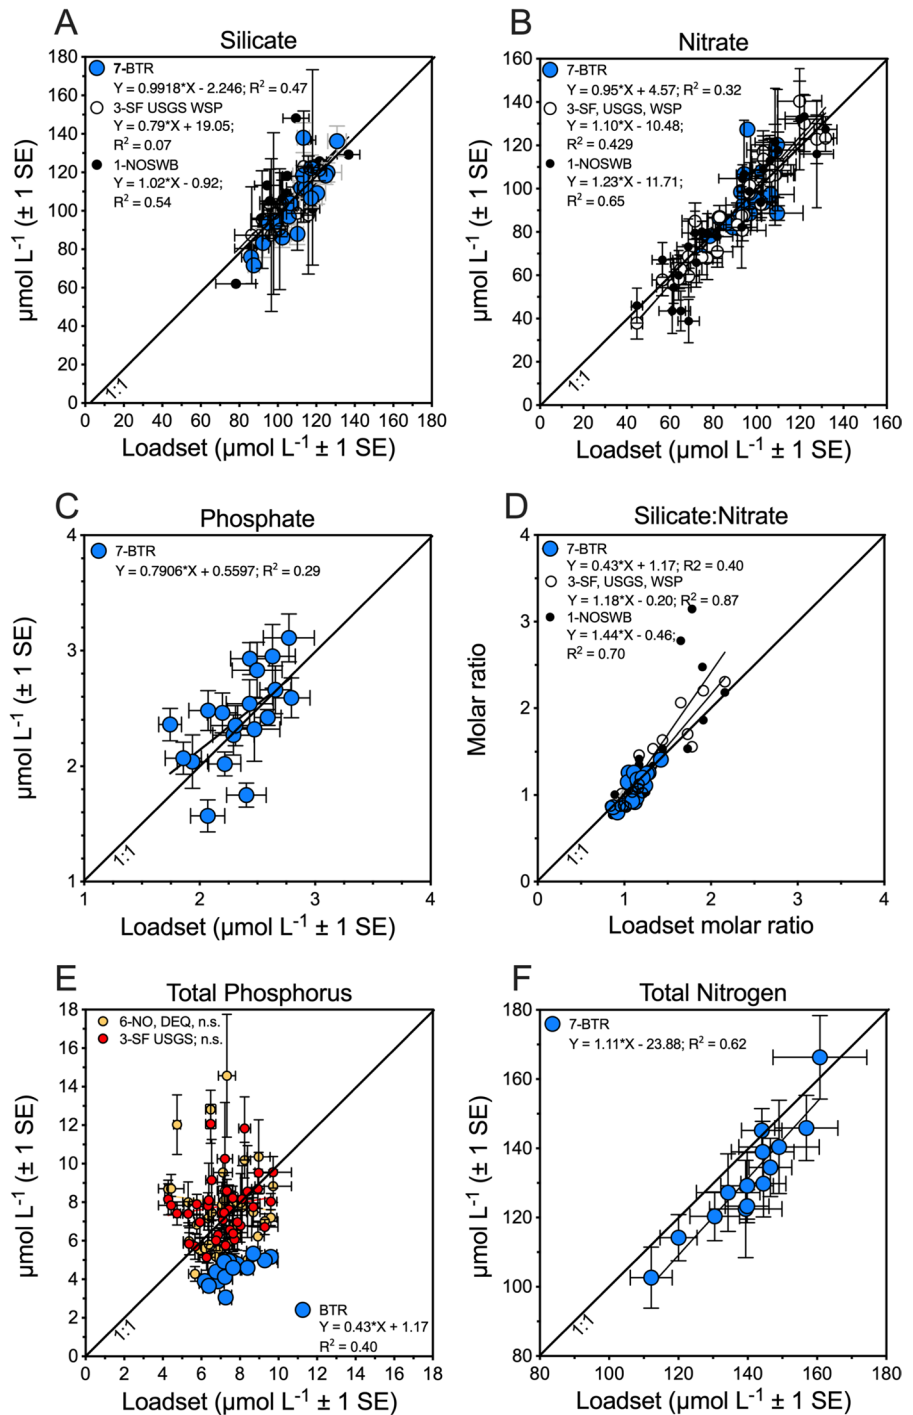 A
Silicate
7-BTR
Y = 0.9918*X - 2.246; R² = 0.47
3-SF USGS WSP
Y = 0.79*X + 19.05;
R² = 0.07
1-NOSWB
Y = 1.02*X - 0.92;
R² = 0.54
180
160
140
120
100
80
60
40
20
0
µmol L⁻¹ (± 1 SE)
1:1
0 20 40 60 80 100 120 140 160 180
Loadset (µmol L⁻¹ ± 1 SE)
B
Nitrate
7-BTR
Y = 0.95*X + 4.57; R² = 0.32
3-SF, USGS, WSP
Y = 1.10*X - 10.48;
R² = 0.429
1-NOSWB
Y = 1.23*X - 11.71;
R² = 0.65
160
140
120
100
80
60
40
20
0
µmol L⁻¹ (± 1 SE)
1:1
0 20 40 60 80 100 120 140 160
Loadset (µmol L⁻¹ ± 1 SE)
C
Phosphate
7-BTR
Y = 0.7906*X + 0.5597; R² = 0.29
4
3
2
1
µmol L⁻¹ (± 1 SE)
1:1
1 2 3 4
Loadset (µmol L⁻¹ ± 1 SE)
D
Silicate:Nitrate
7-BTR
Y = 0.43*X + 1.17; R2 = 0.40
3-SF, USGS, WSP
Y = 1.18*X - 0.20; R² = 0.87
1-NOSWB
Y = 1.44*X - 0.46;
R² = 0.70
4
3
2
1
0
Molar ratio
1:1
0 1 2 3 4
Loadset molar ratio
E
Total Phosphorus
6-NO, DEQ, n.s.
3-SF USGS; n.s.
18
16
14
12
10
8
6
4
2
0
µmol L⁻¹ (± 1 SE)
BTR
Y = 0.43*X + 1.17
R² = 0.40
1:1
0 2 4 6 8 10 12 14 16 18
Loadset (µmol L⁻¹ ± 1 SE)
F
Total Nitrogen
7-BTR
Y = 1.11*X - 23.88; R² = 0.62
180
160
140
120
100
80
µmol L⁻¹ (± 1 SE)
1:1
80 100 120 140 160 180
Loadset (µmol L⁻¹ ± 1 SE)